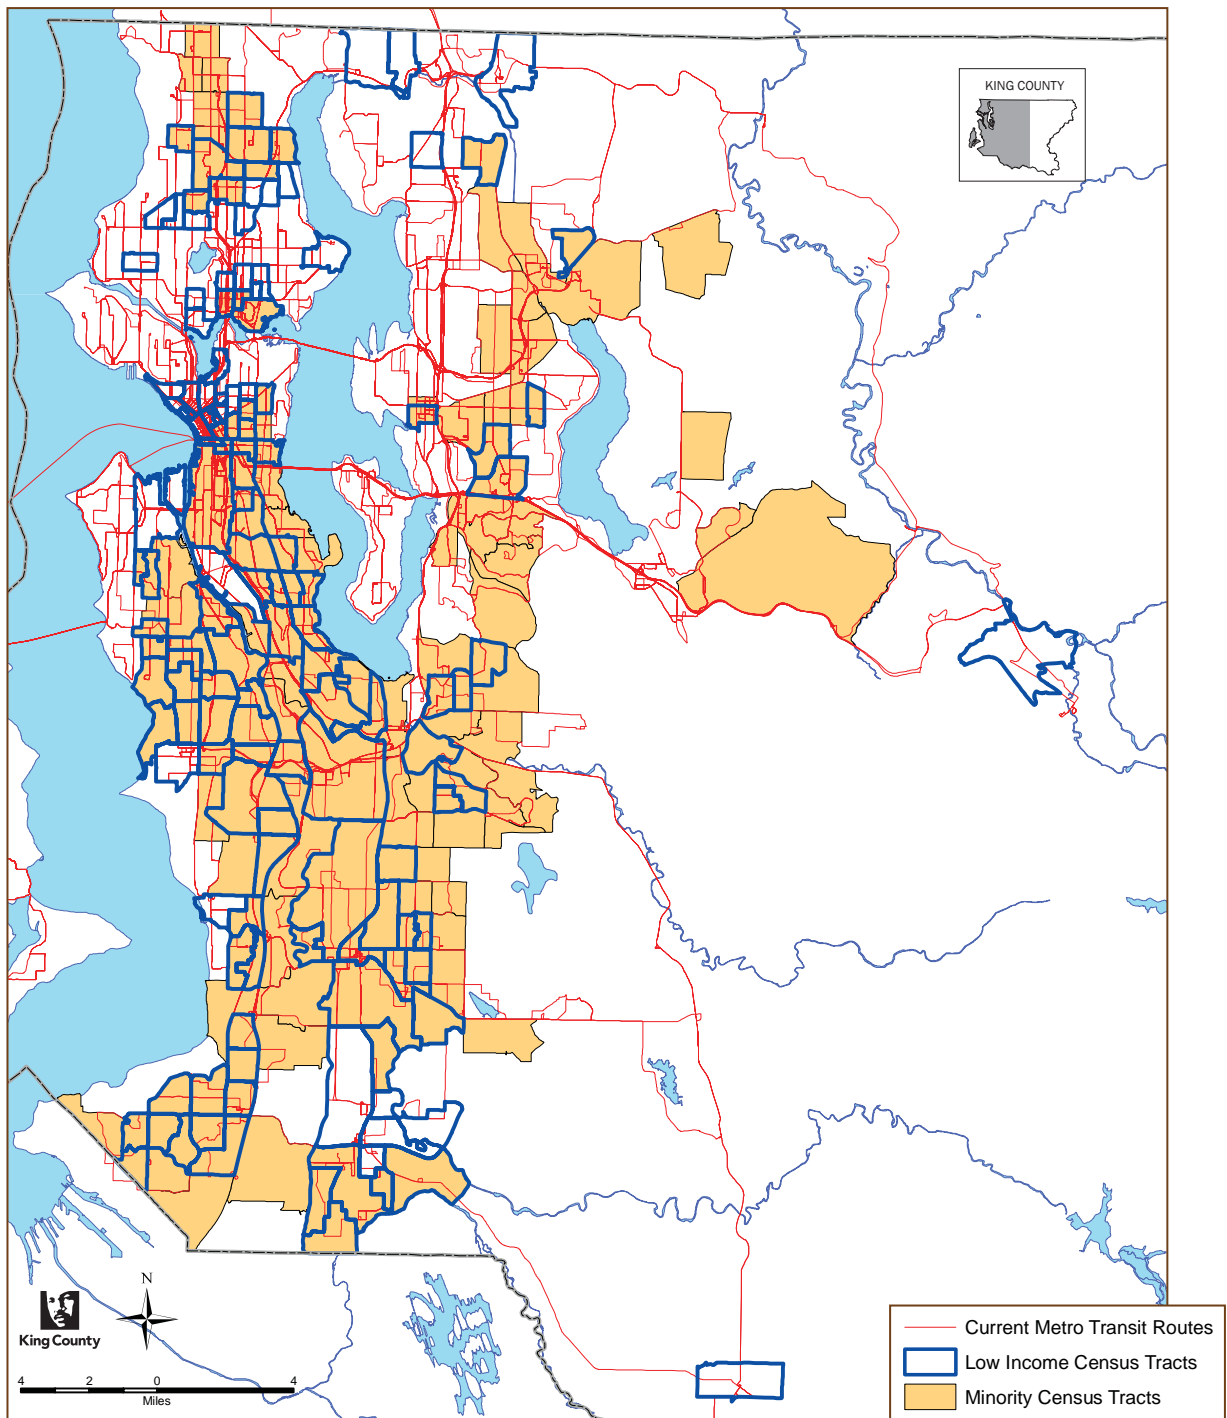 KING COUNTY
N
King County
4 2 0 4
Miles
Current Metro Transit Routes
Low Income Census Tracts
Minority Census Tracts